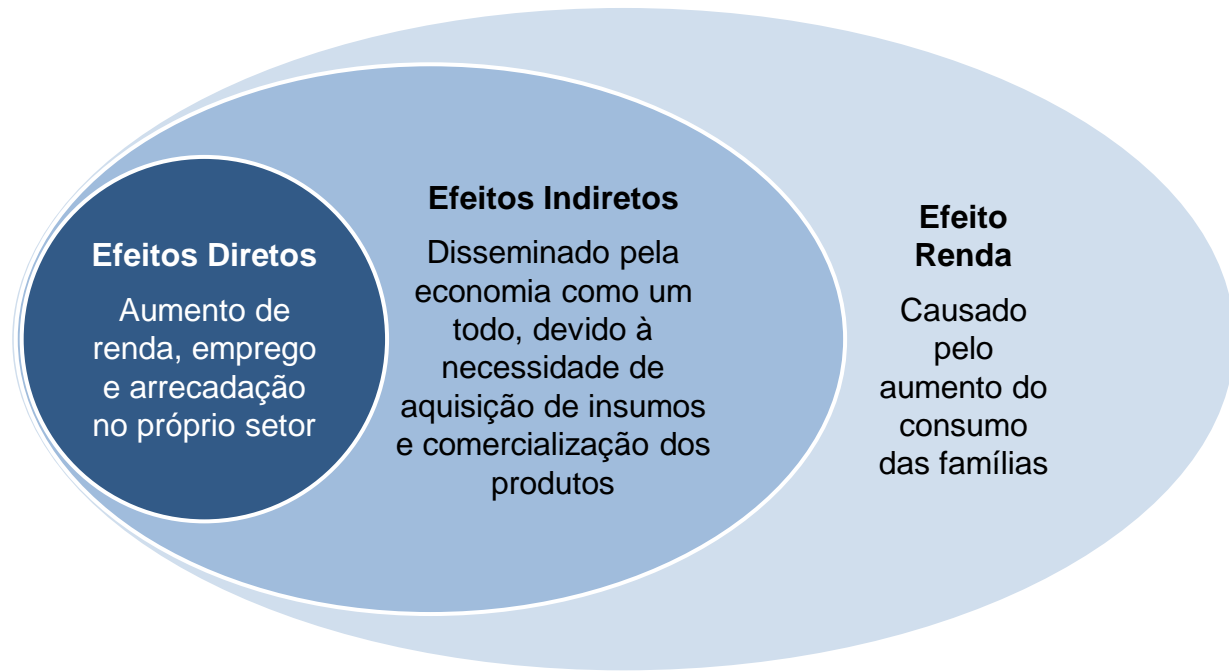 Efeitos Diretos
Aumento de
renda, emprego
e arrecadação
no próprio setor
Efeitos Indiretos
Disseminado pela
economia como um
todo, devido à
necessidade de
aquisição de insumos
e comercialização dos
produtos
Efeito
Renda
Causado
pelo
aumento do
consumo
das famílias